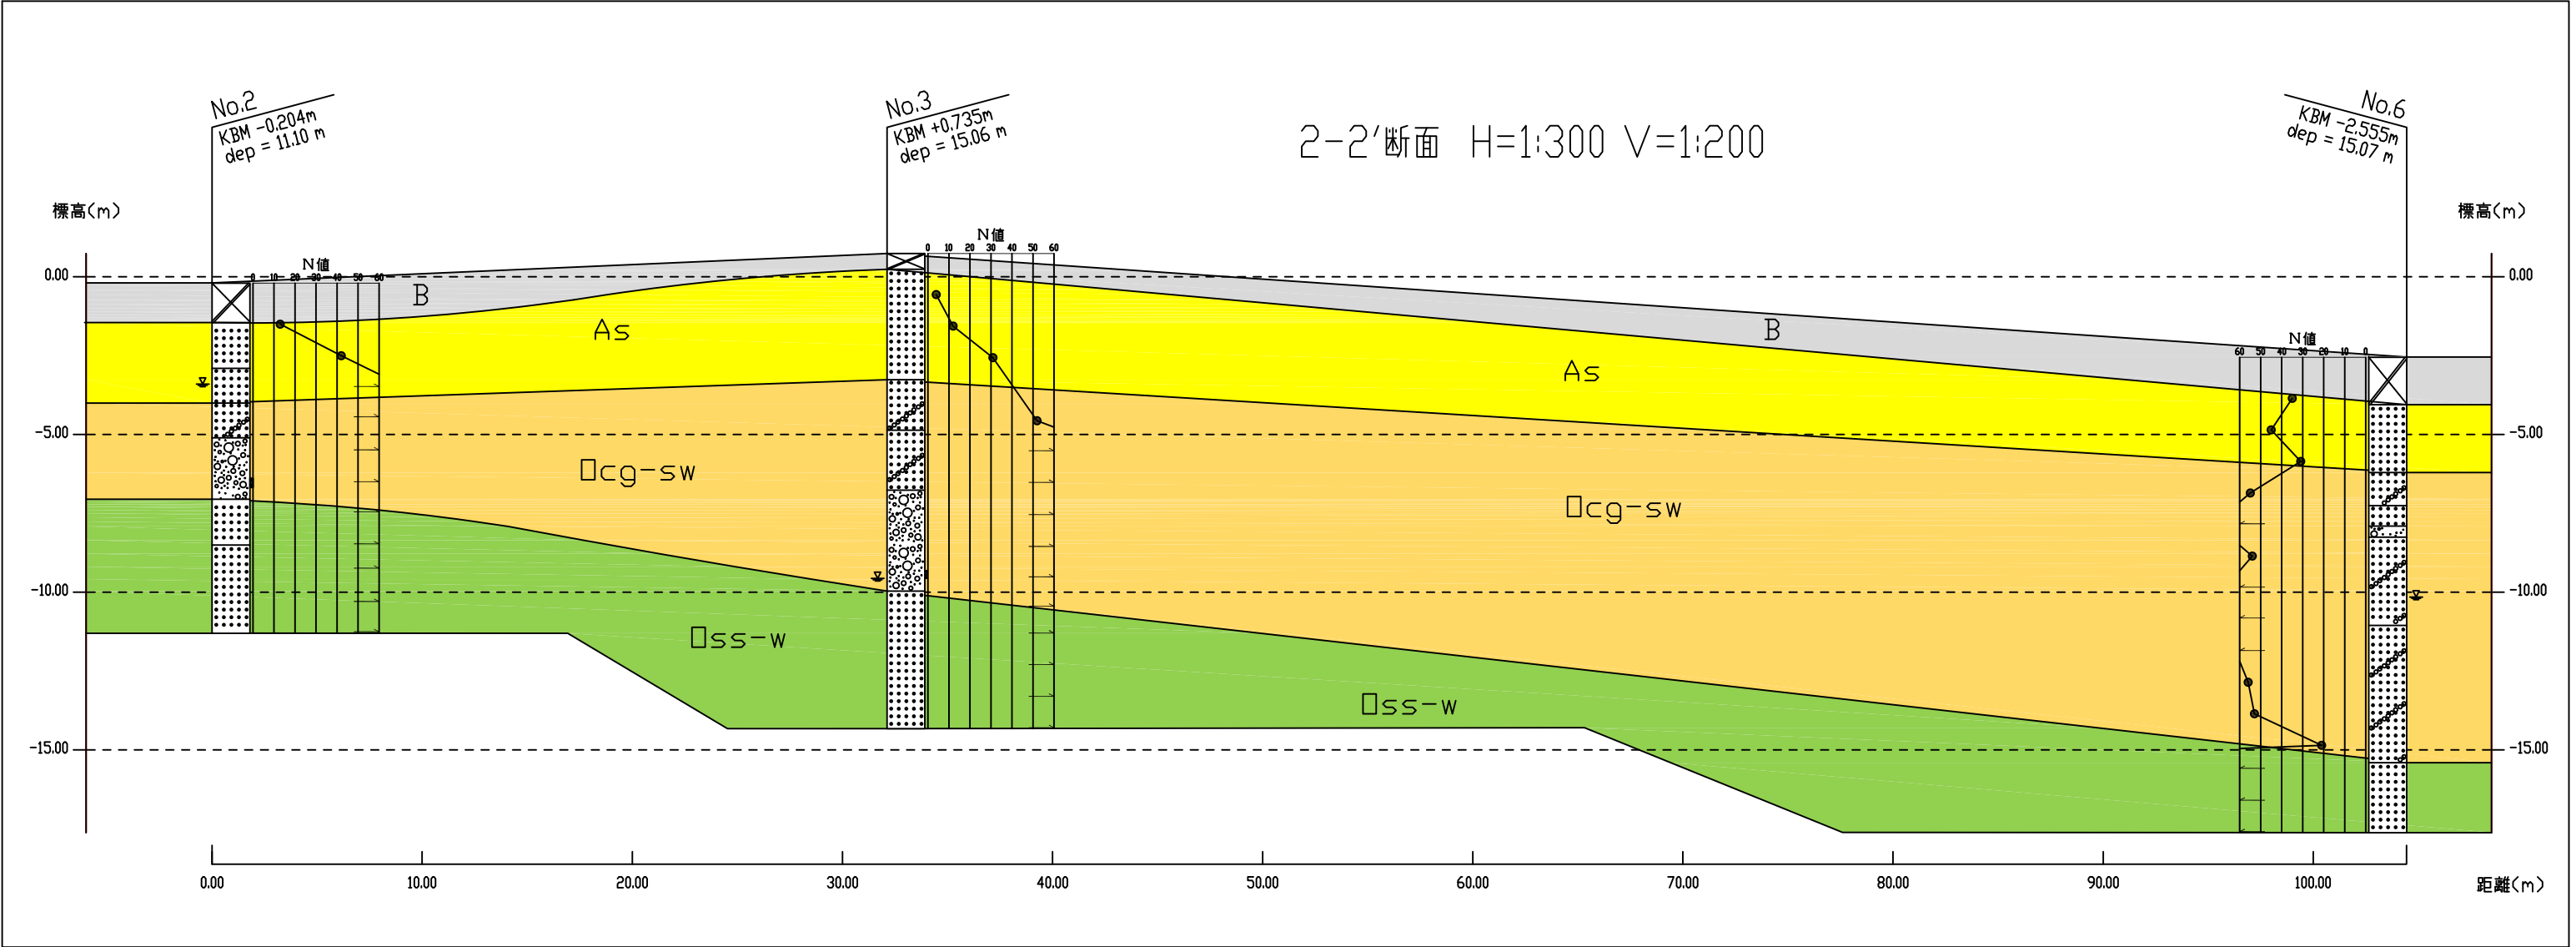 No.2
KBM -0.204m
dep = 11.10 m
No.3
KBM +0.735m
dep = 15.06 m
2-2'断面 H=1:300 V=1:200
No.6
KBM -2.555m
dep = 15.07 m
標高(m)
標高(m)
N値
0 10 20 30 40 50 60
N値
0 10 20 30 40 50 60
N値
60 50 40 30 20 10 0
0.00
0.00
B
As
B
As
-5.00
-5.00
□cg-sw
□cg-sw
-10.00
-10.00
□ss-w
□ss-w
-15.00
-15.00
0.00 10.00 20.00 30.00 40.00 50.00 60.00 70.00 80.00 90.00 100.00 距離(m)